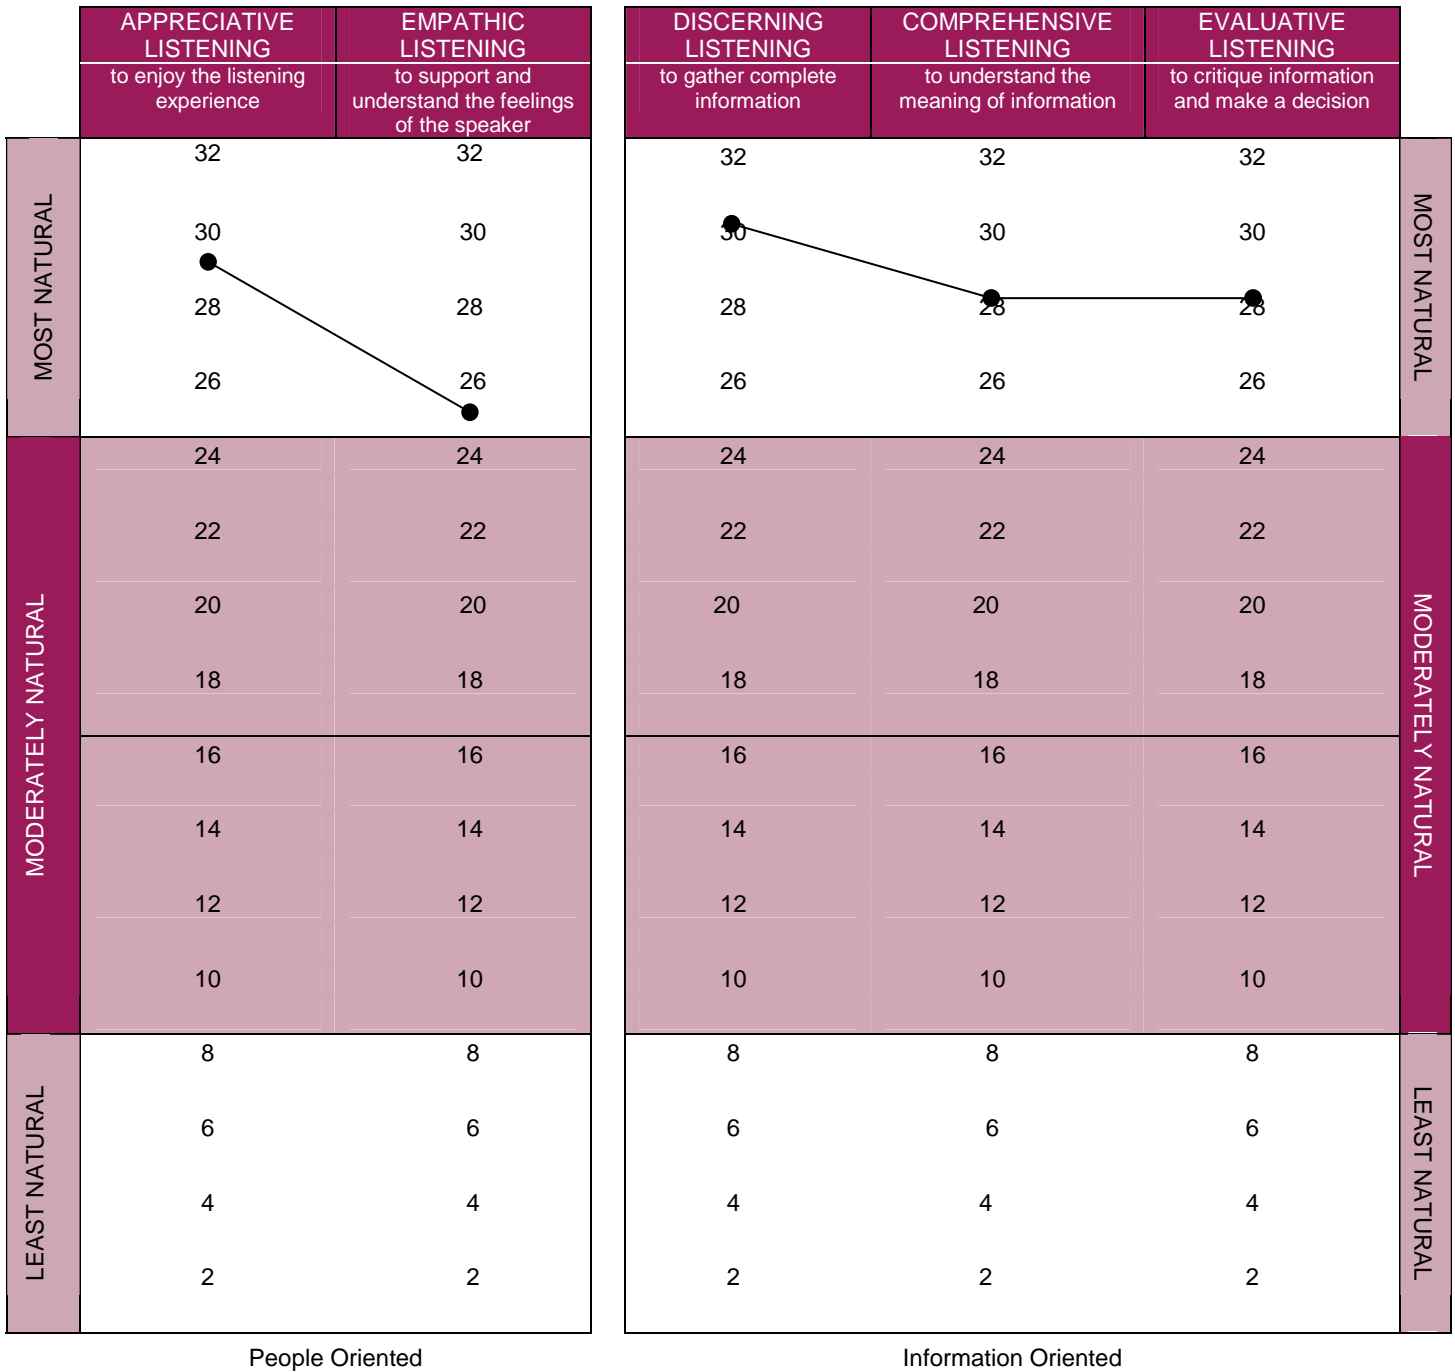 APPRECIATIVE
LISTENING
to enjoy the listening
experience
EMPATHIC
LISTENING
to support and
understand the feelings
of the speaker
DISCERNING
LISTENING
to gather complete
information
COMPREHENSIVE
LISTENING
to understand the
meaning of information
EVALUATIVE
LISTENING
to critique information
and make a decision
MOST NATURAL
32 32 32 32 32
30 30 30 30 30
28 28 28 28 28
26 26 26 26 26
MOST NATURAL
MODERATELY NATURAL
24 24 24 24 24
22 22 22 22 22
20 20 20 20 20
18 18 18 18 18
16 16 16 16 16
14 14 14 14 14
12 12 12 12 12
10 10 10 10 10
MODERATELY NATURAL
LEAST NATURAL
8 8 8 8 8
6 6 6 6 6
4 4 4 4 4
2 2 2 2 2
LEAST NATURAL
People Oriented
Information Oriented